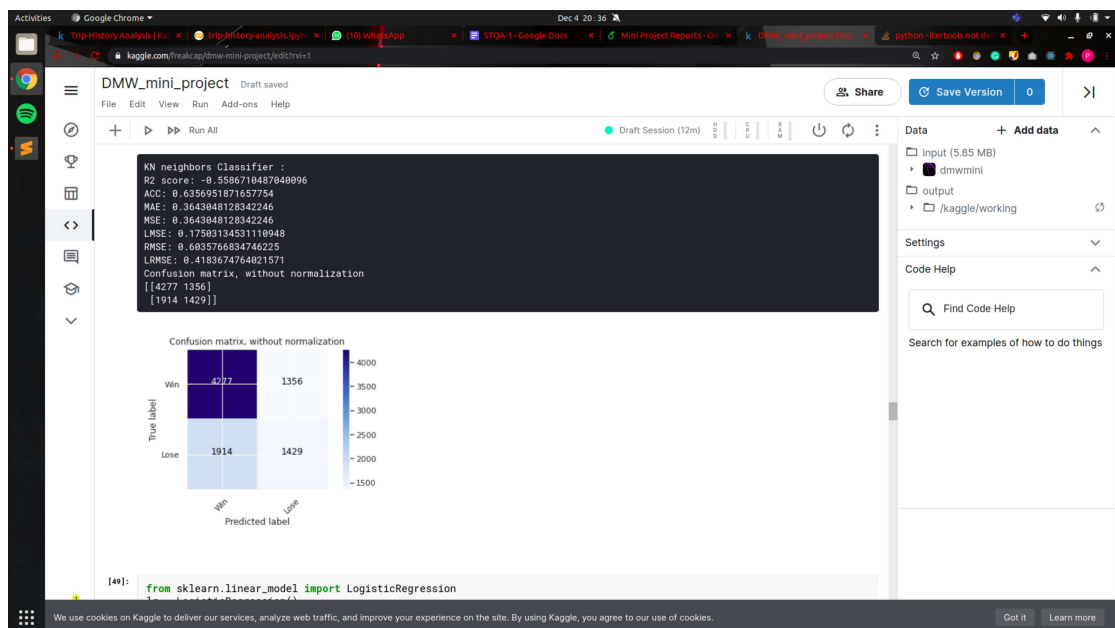 Activities
Google Chrome
Dec 4 20:36
Trip-History Analysis | Ka
trip-history-analysis.ipyn
(10) WhatsApp
STQA-1 - Google Docs
Mini Project Reports - G
DMW_mini_project | Ka
python - itertools not de
kaggle.com/freakcap/dmw-mini-project/edit?rvi=1
P
DMW_mini_project Draft saved
File Edit View Run Add-ons Help
Share
Save Version 0
Run All
Draft Session (12m)
HDD
CPU
RAM
KN neighbors Classifier :
R2 score: -0.5586710487040096
ACC: 0.6356951871657754
MAE: 0.3643048128342246
MSE: 0.3643048128342246
LMSE: 0.17503134531110948
RMSE: 0.6035766834746225
LRMSE: 0.4183674764021571
Confusion matrix, without normalization
[[4277 1356]
[1914 1429]]
Confusion matrix, without normalization
Win 4277 1356
Lose 1914 1429
True label
Win Lose
Predicted label
4000
3500
3000
2500
2000
1500
[49]:
from sklearn.linear_model import LogisticRegression
Data
+ Add data
input (5.85 MB)
dmwmini
output
/kaggle/working
Settings
Code Help
Find Code Help
Search for examples of how to do things
We use cookies on Kaggle to deliver our services, analyze web traffic, and improve your experience on the site. By using Kaggle, you agree to our use of cookies.
Got it
Learn more